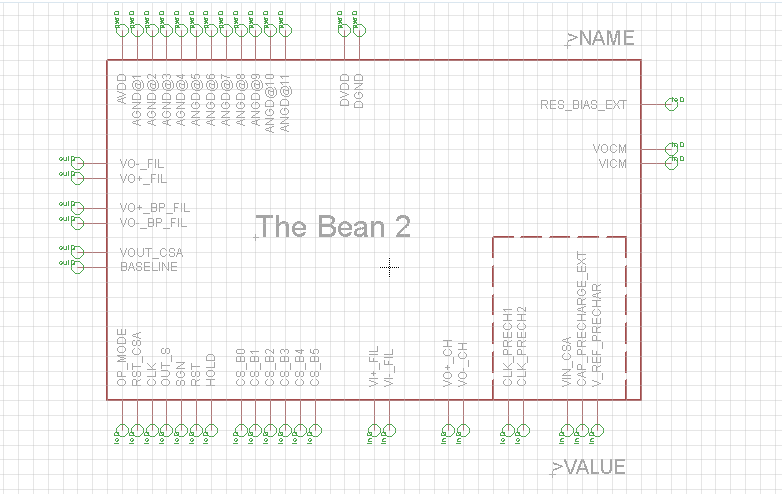 >NAME
AVDD
AGND@1
AGND@2
AGND@3
AGND@4
ANGD@5
ANGD@6
ANGD@7
ANGD@8
ANGD@9
ANGD@10
ANGD@11
DVDD
DGND
RES_BIAS_EXT
VOCM
VICM
VO-_FIL
VO+_FIL
VO+_BP_FIL
VO-_BP_FIL
VOUT_CSA
BASELINE
The Bean 2
OP_MODE
RST_CSA
CLK
OUT_S
SGN
RST
HOLD
CS_B0
CS_B1
CS_B2
CS_B3
CS_B4
CS_B5
VI+_FIL
VI-_FIL
VO+_CH
VO-_CH
CLK_PRECH1
CLK_PRECH2
VIN_CSA
CAP_PRECHARGE_EXT
V_REF_PRECHAR
>VALUE